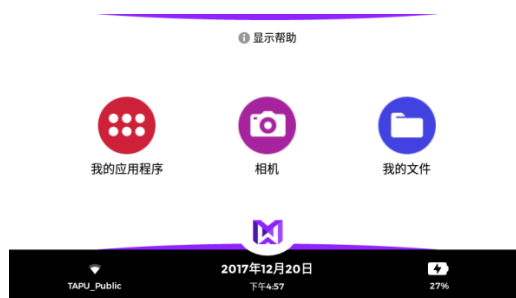 显示帮助
我的应用程序
相机
我的文件
2017年12月20日
TAPU_Public
下午4:57
27%